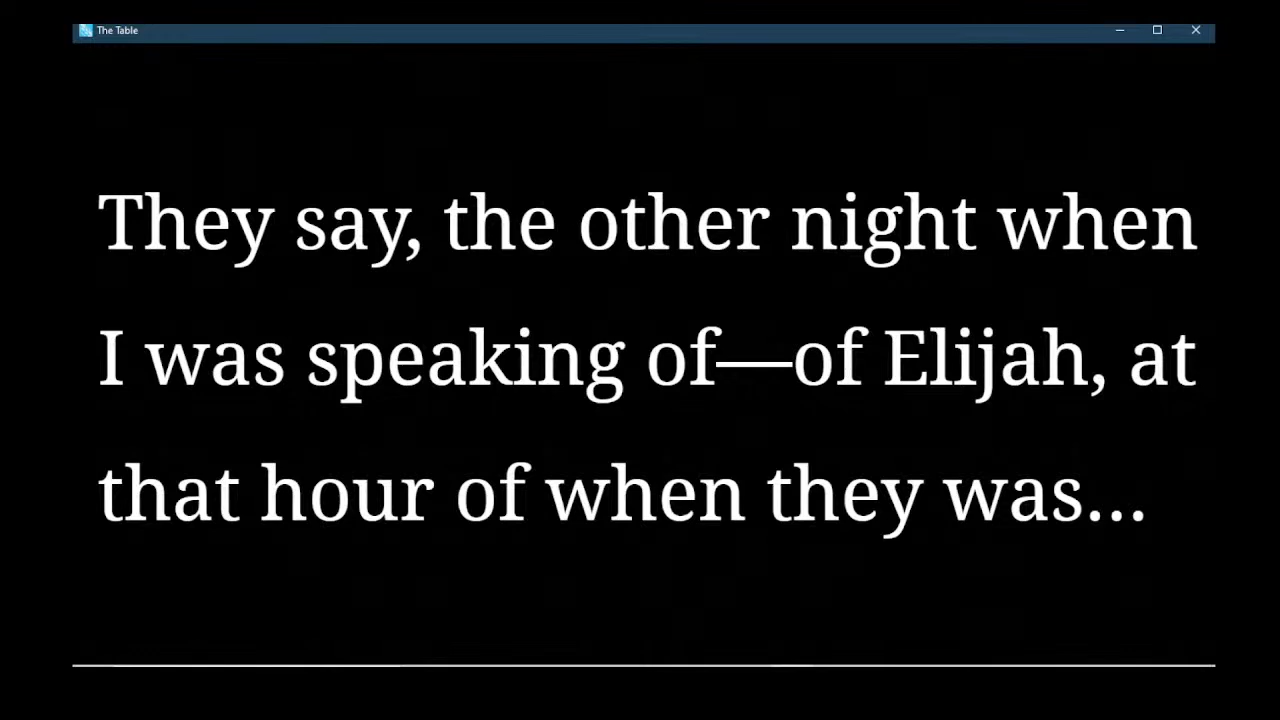 The Table
They say, the other night when
I was speaking of—of Elijah, at
that hour of when they was...